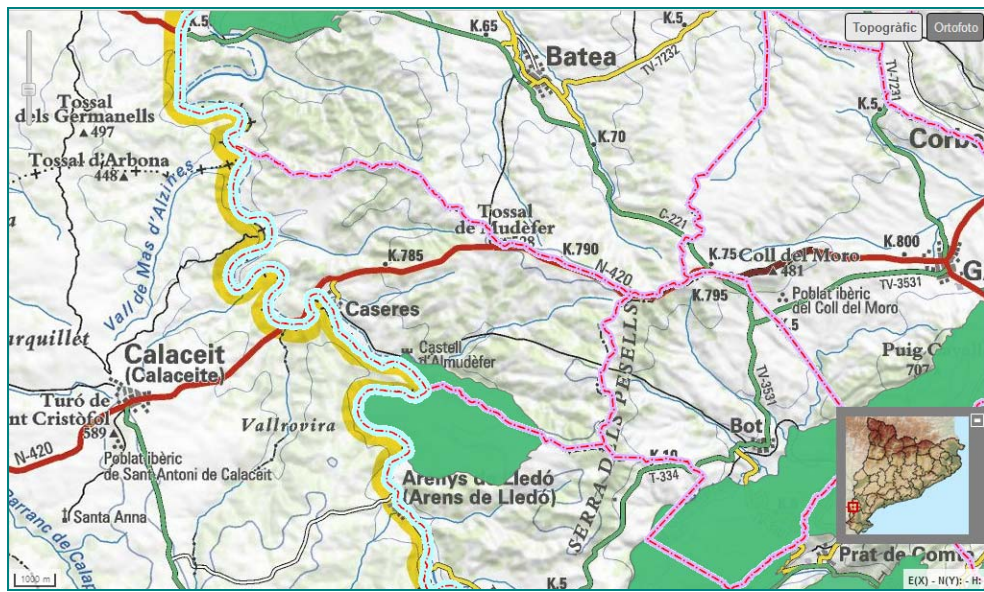 K.5
K.65
K.5
Topogràfic
Ortofoto
Batea
TV-7232
TV-7231
Tossal
dels Germanells
497
K.5
K.70
Tossal d'Arbona
448
Val de Mas d'Alzines
Tossal
de Mudèfer
C-221
K.785
K.790
N-420
K.75
Coll del Moro
481
K.800
K.795
TV-3531
Poblat ibèric
del Coll del Moro
Caseres
Calaceit
(Calaceite)
Castell
d'Almudèfer
SERRA DELS PESELLS
TV-3531
Puig
707
Turó de
nt Cristòfol
589
Vallrovira
N-420
Poblat ibèric
de Sant Antoni de Calaceit
Bot
K.10
T-334
Arenys de Lledó
(Arens de Lledó)
Santa Anna
Barranc de Calap
K.5
Prat de Comte
1000 m
E(X) - N(Y): - H: